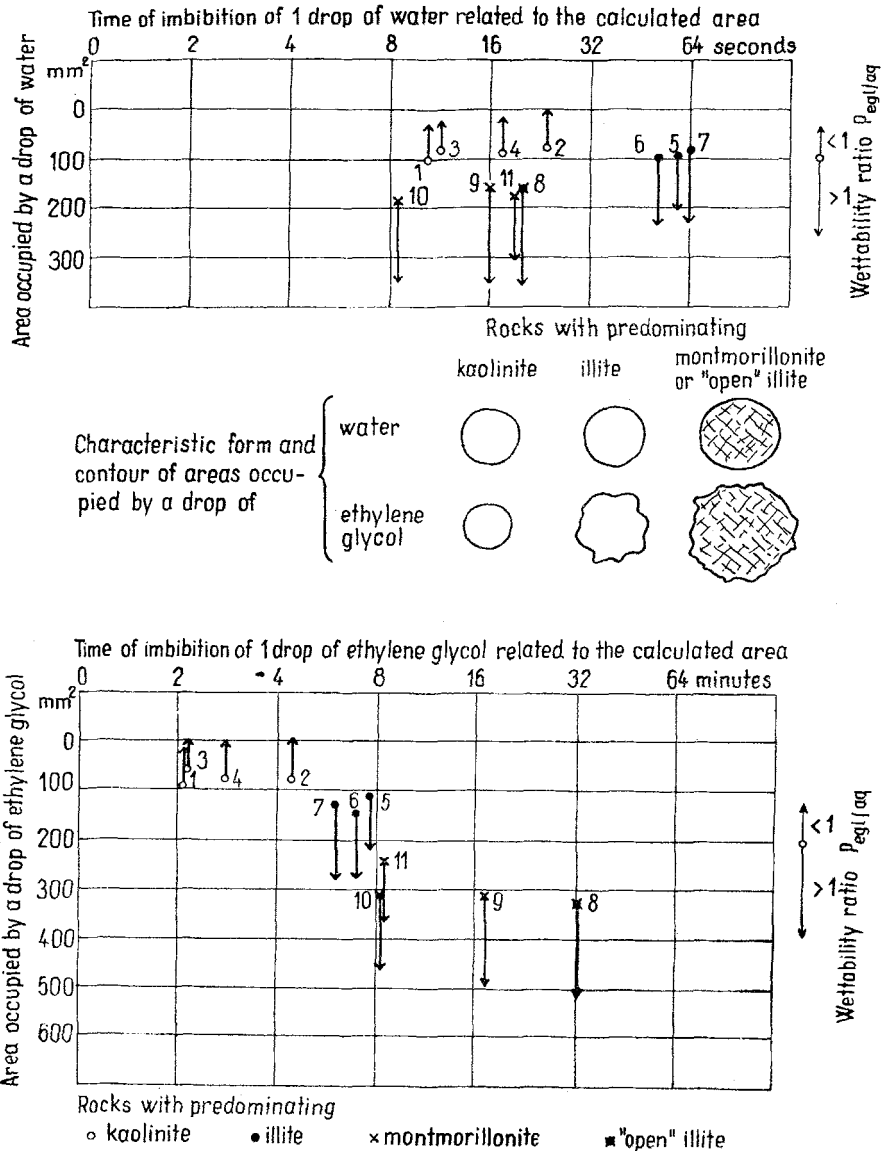 Time of imbibition of 1 drop of water related to the calculated area
0 2 4 8 16 32 64 seconds
mm²
0
100
200
300
Area occupied by a drop of water
1 3 4 2 6 5 7
10 9 11 8
<1
>1
Wettability ratio p egl/aq
Rocks with predominating
kaolinite illite montmorillonite
or "open" illite
Characteristic form and
contour of areas occu-
pied by a drop of
water
ethylene
glycol
Time of imbibition of 1 drop of ethylene glycol related to the calculated area
0 2 4 8 16 32 64 minutes
mm²
0
100
200
300
400
500
600
Area occupied by a drop of ethylene glycol
1 3 4 2
7 6 5
11
10 9 8
<1
>1
Wettability ratio p egl/aq
Rocks with predominating
kaolinite illite montmorillonite "open" illite